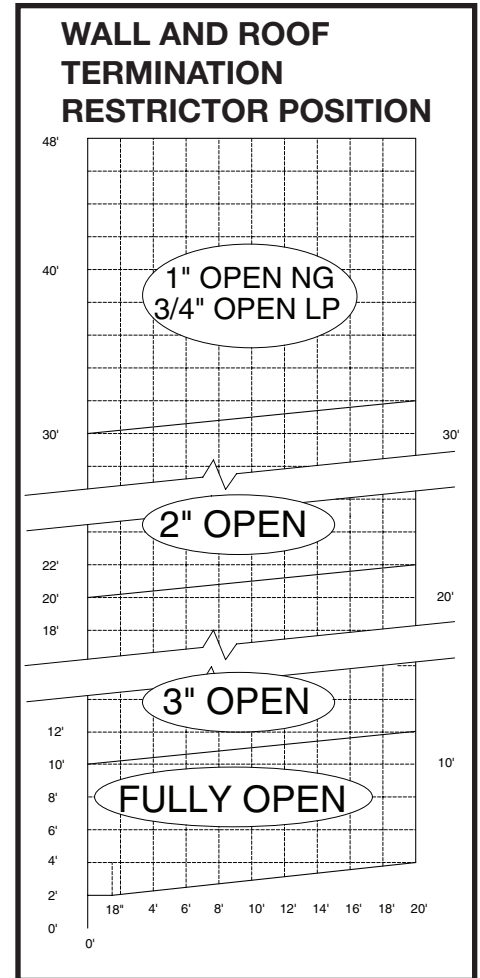 WALL AND ROOF
TERMINATION
RESTRICTOR POSITION
48'
40'
1" OPEN NG
3/4" OPEN LP
30'
30'
2" OPEN
22'
20'
20'
18'
3" OPEN
12'
10'
10'
FULLY OPEN
8'
6'
4'
2'
18" 4' 6' 8' 10' 12' 14' 16' 18' 20'
0'
0'